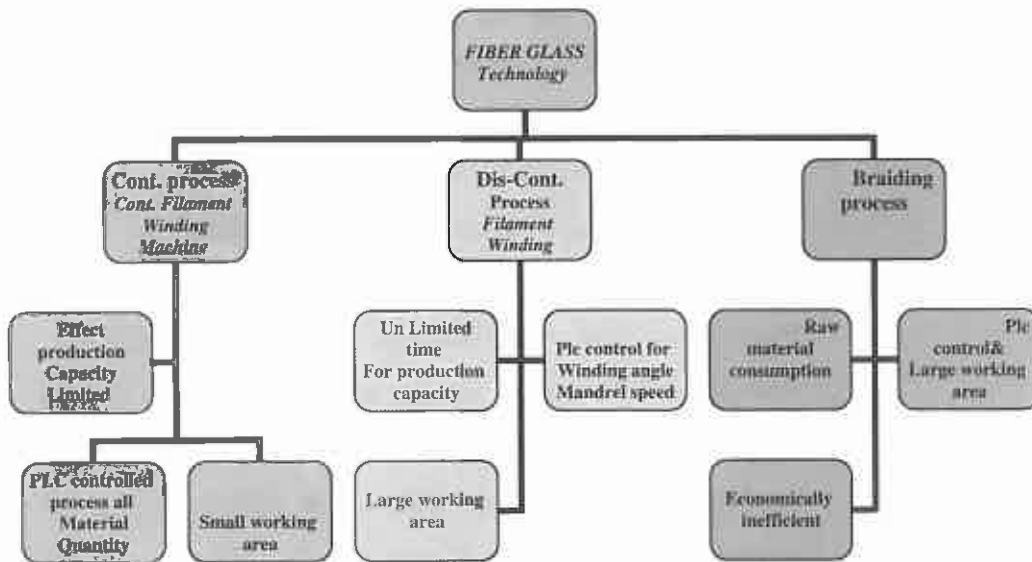 FIBER GLASS
Technology
Cont. process
Cont. Filament
Winding
Maching
Dis-Cont.
Process
Filament
Winding
Braiding
process
Effect
production
Capacity
Limited
Un Limited
time
For production
capacity
Plc control for
Winding angle
Mandrel speed
Raw
material
consumption
Plc
control&
Large working
area
PLC controlled
process all
Material
Quantity
Small working
area
Large working
area
Economically
inefficient